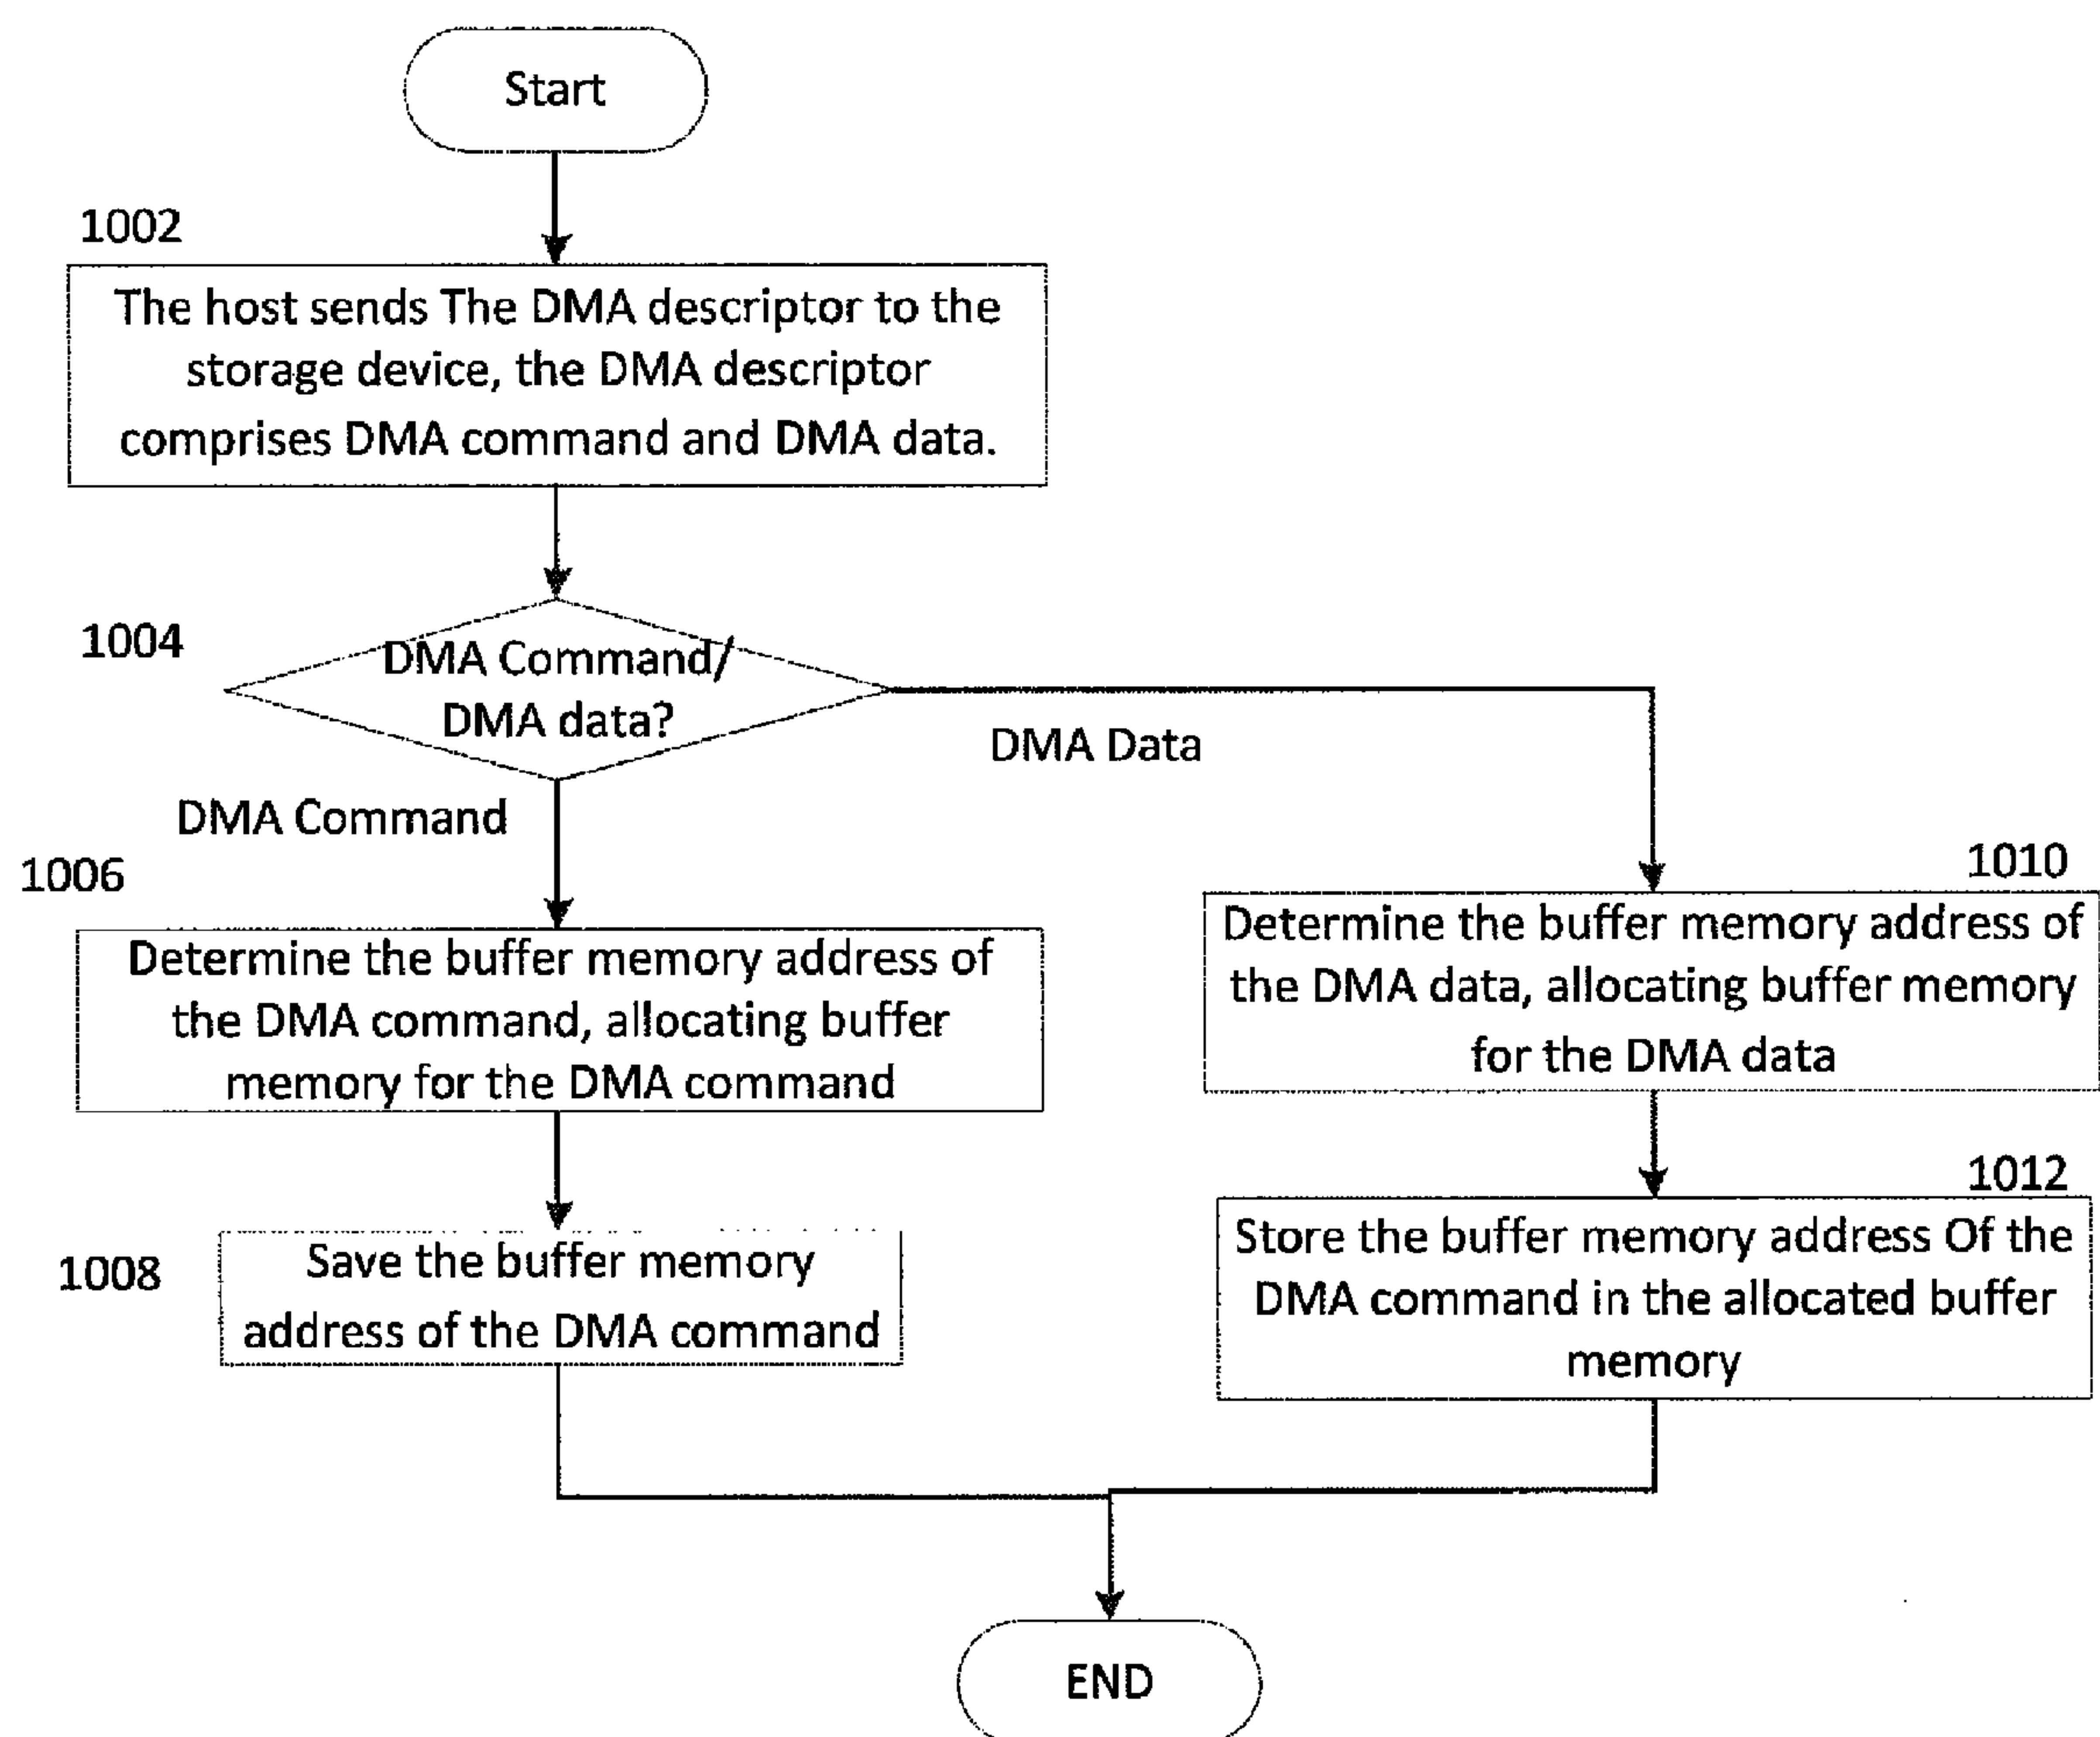 Start
1002
The host sends The DMA descriptor to the
storage device, the DMA descriptor
comprises DMA command and DMA data.
1004
DMA Command/
DMA data?
DMA Data
DMA Command
1006
Determine the buffer memory address of
the DMA command, allocating buffer
memory for the DMA command
1010
Determine the buffer memory address of
the DMA data, allocating buffer memory
for the DMA data
1008
Save the buffer memory
address of the DMA command
1012
Store the buffer memory address Of the
DMA command in the allocated buffer
memory
END